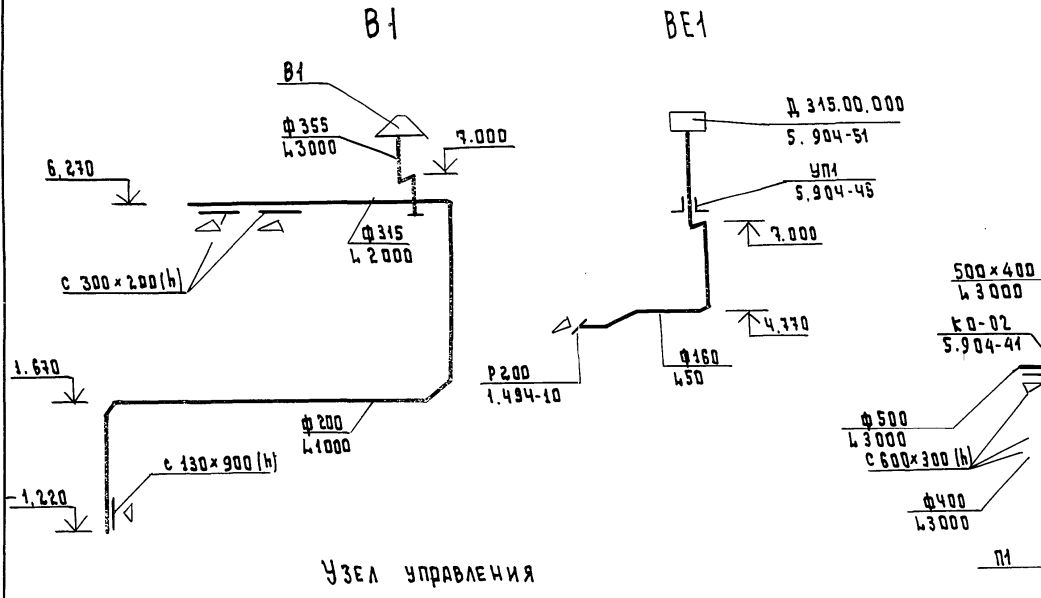 В1
ВЕ1
В1
ф355
L3000
7.000
6,270
ф315
L 2000
с 300×200(h)
1.670
ф200
L1000
с 130×900(h)
-1,220
Д 315.00.000
5.904-51
УП1
5.904-45
7.000
4.770
ф160
L50
Р200
1.494-10
500×400
L3000
КО-02
5.904-41
ф500
L3000
с 600×300(h)
ф400
L3000
П1
Узел управления